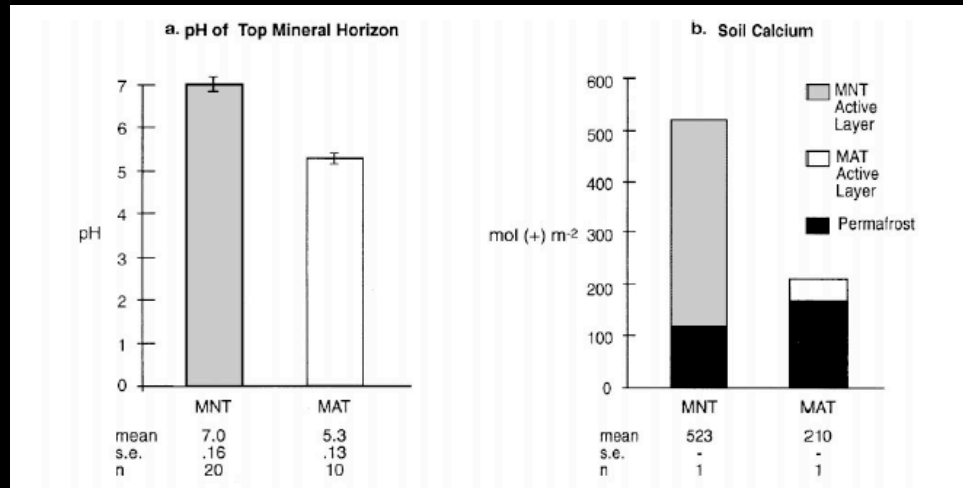 a. pH of Top Mineral Horizon
7
6
5
4
3
2
1
0
pH
MNT MAT
mean 7.0 5.3
s.e. .16 .13
n 20 10
b. Soil Calcium
600
500
400
300
200
100
0
mol (+) m-2
MNT
Active
Layer
MAT
Active
Layer
Permafrost
MNT MAT
mean 523 210
s.e. - -
n 1 1